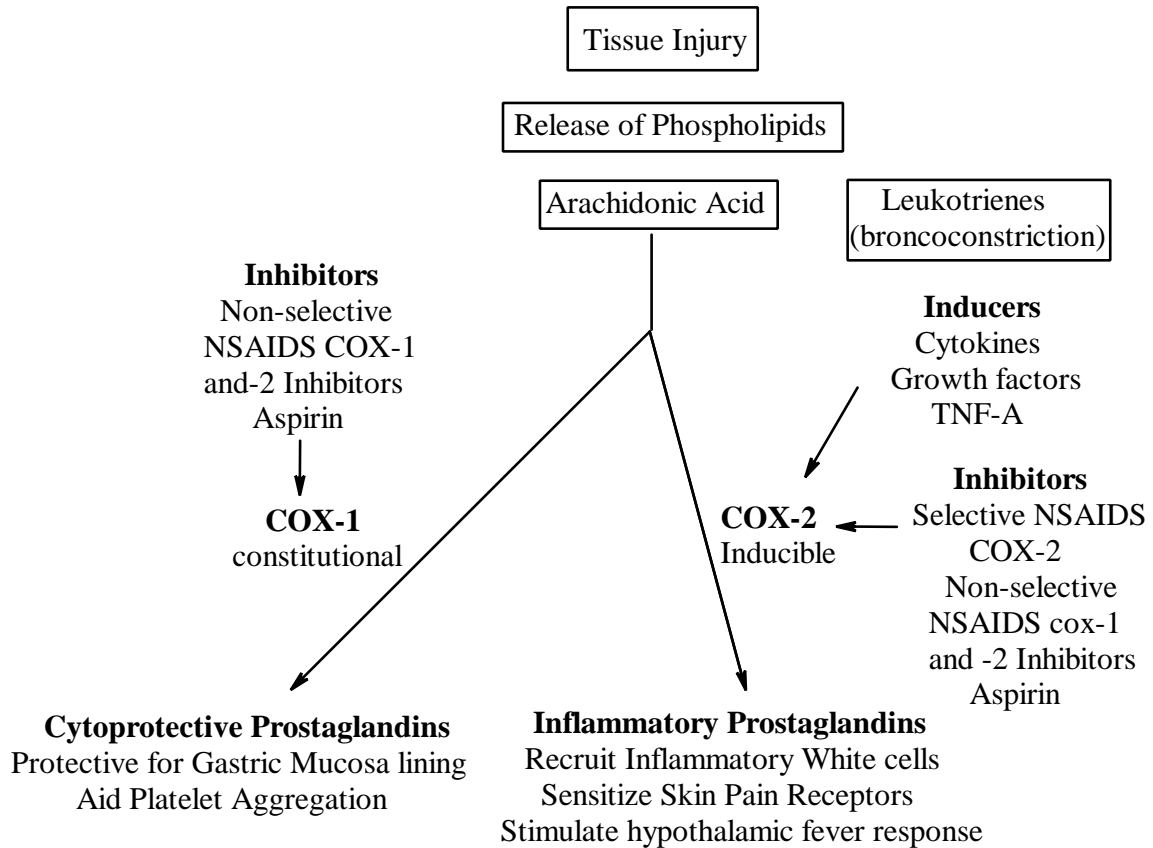 Tissue Injury
Release of Phospholipids
Arachidonic Acid
Leukotrienes
(broncoconstriction)
Inhibitors
Non-selective
NSAIDS COX-1
and-2 Inhibitors
Aspirin
Inducers
Cytokines
Growth factors
TNF-A
COX-1
constitutional
COX-2
Inducible
Inhibitors
Selective NSAIDS
COX-2
Non-selective
NSAIDS cox-1
and -2 Inhibitors
Aspirin
Cytoprotective Prostaglandins
Protective for Gastric Mucosa lining
Aid Platelet Aggregation
Inflammatory Prostaglandins
Recruit Inflammatory White cells
Sensitize Skin Pain Receptors
Stimulate hypothalamic fever response